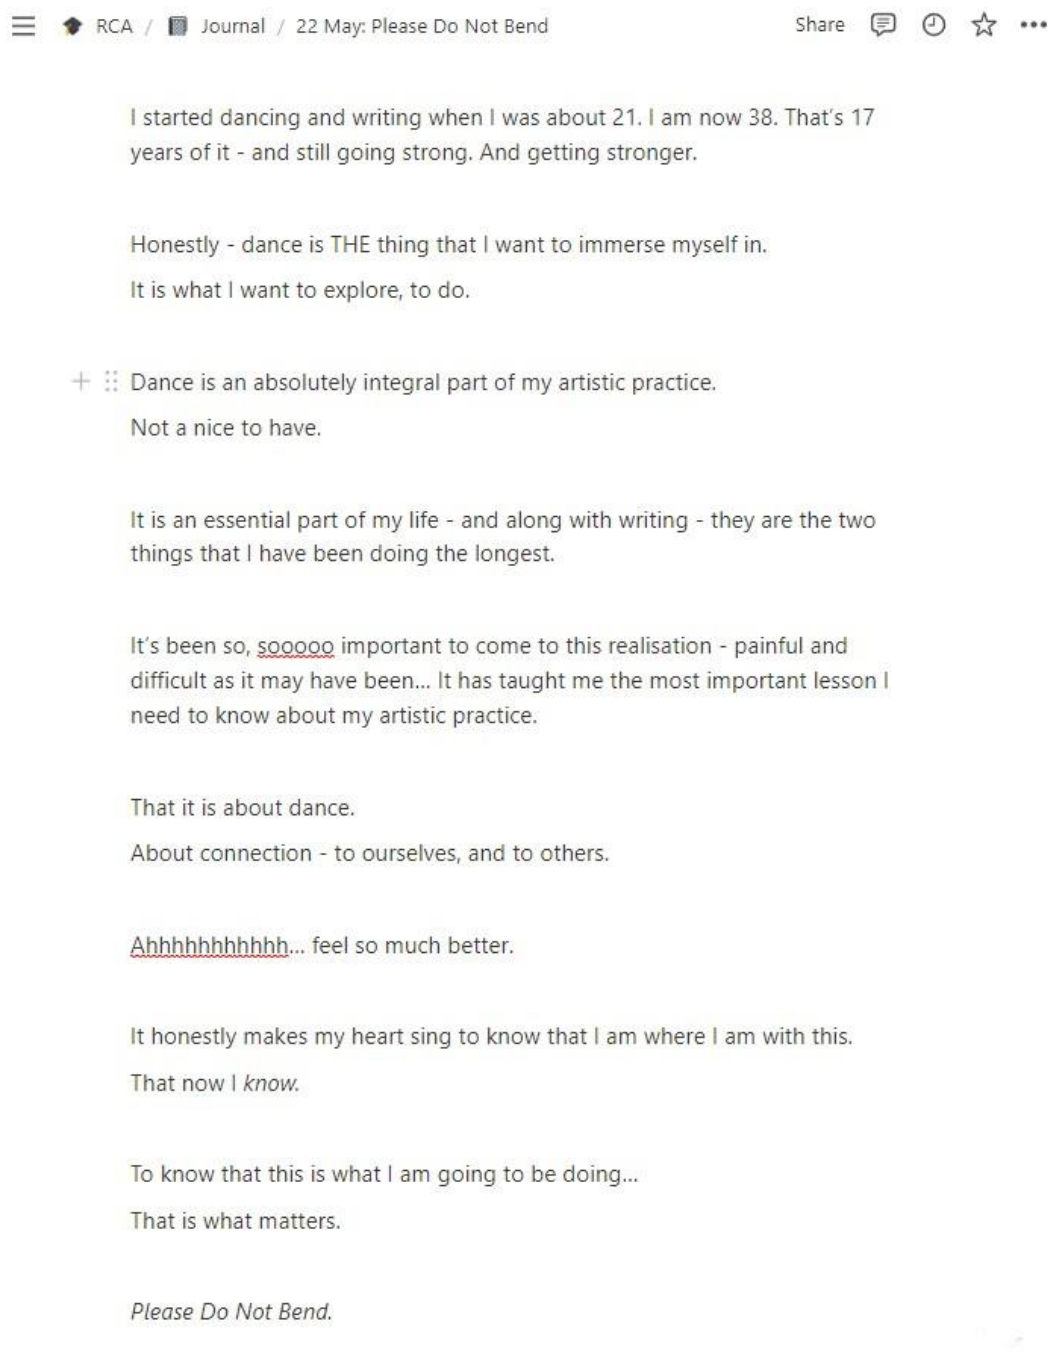 RCA / Journal / 22 May: Please Do Not Bend Share
I started dancing and writing when I was about 21. I am now 38. That's 17
years of it - and still going strong. And getting stronger.
Honestly - dance is THE thing that I want to immerse myself in.
It is what I want to explore, to do.
Dance is an absolutely integral part of my artistic practice.
Not a nice to have.
It is an essential part of my life - and along with writing - they are the two
things that I have been doing the longest.
It's been so, sooooo important to come to this realisation - painful and
difficult as it may have been... It has taught me the most important lesson I
need to know about my artistic practice.
That it is about dance.
About connection - to ourselves, and to others.
Ahhhhhhhhhhh... feel so much better.
It honestly makes my heart sing to know that I am where I am with this.
That now I know.
To know that this is what I am going to be doing...
That is what matters.
Please Do Not Bend.